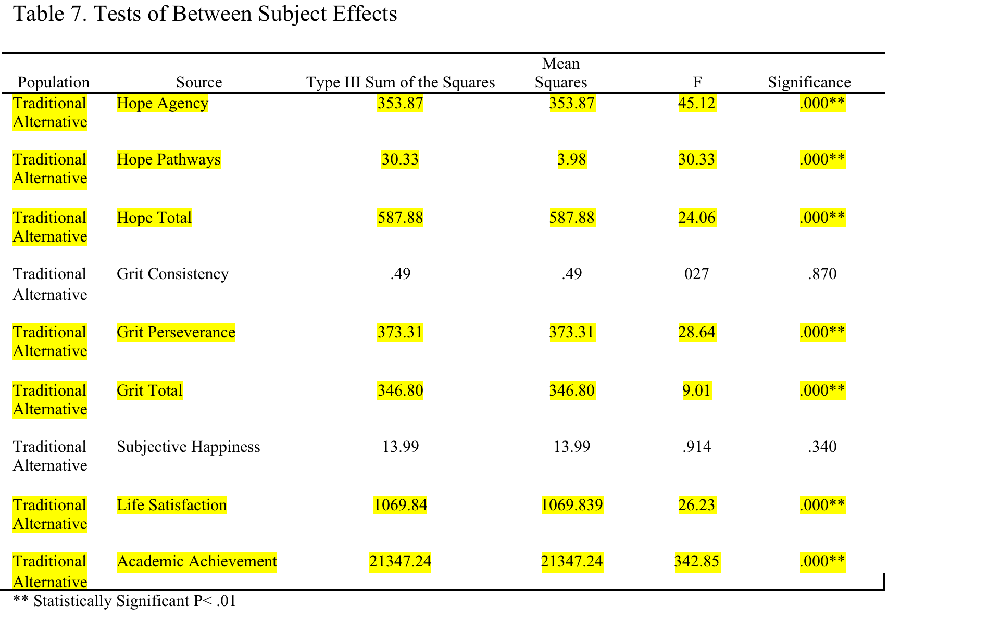 Table 7. Tests of Between Subject Effects
Mean
Population Source Type III Sum of the Squares Squares F Significance
Traditional Hope Agency 353.87 353.87 45.12 .000**
Alternative
Traditional Hope Pathways 30.33 3.98 30.33 .000**
Alternative
Traditional Hope Total 587.88 587.88 24.06 .000**
Alternative
Traditional Grit Consistency .49 .49 027 .870
Alternative
Traditional Grit Perseverance 373.31 373.31 28.64 .000**
Alternative
Traditional Grit Total 346.80 346.80 9.01 .000**
Alternative
Traditional Subjective Happiness 13.99 13.99 .914 .340
Alternative
Traditional Life Satisfaction 1069.84 1069.839 26.23 .000**
Alternative
Traditional Academic Achievement 21347.24 21347.24 342.85 .000**
Alternative
** Statistically Significant P< .01